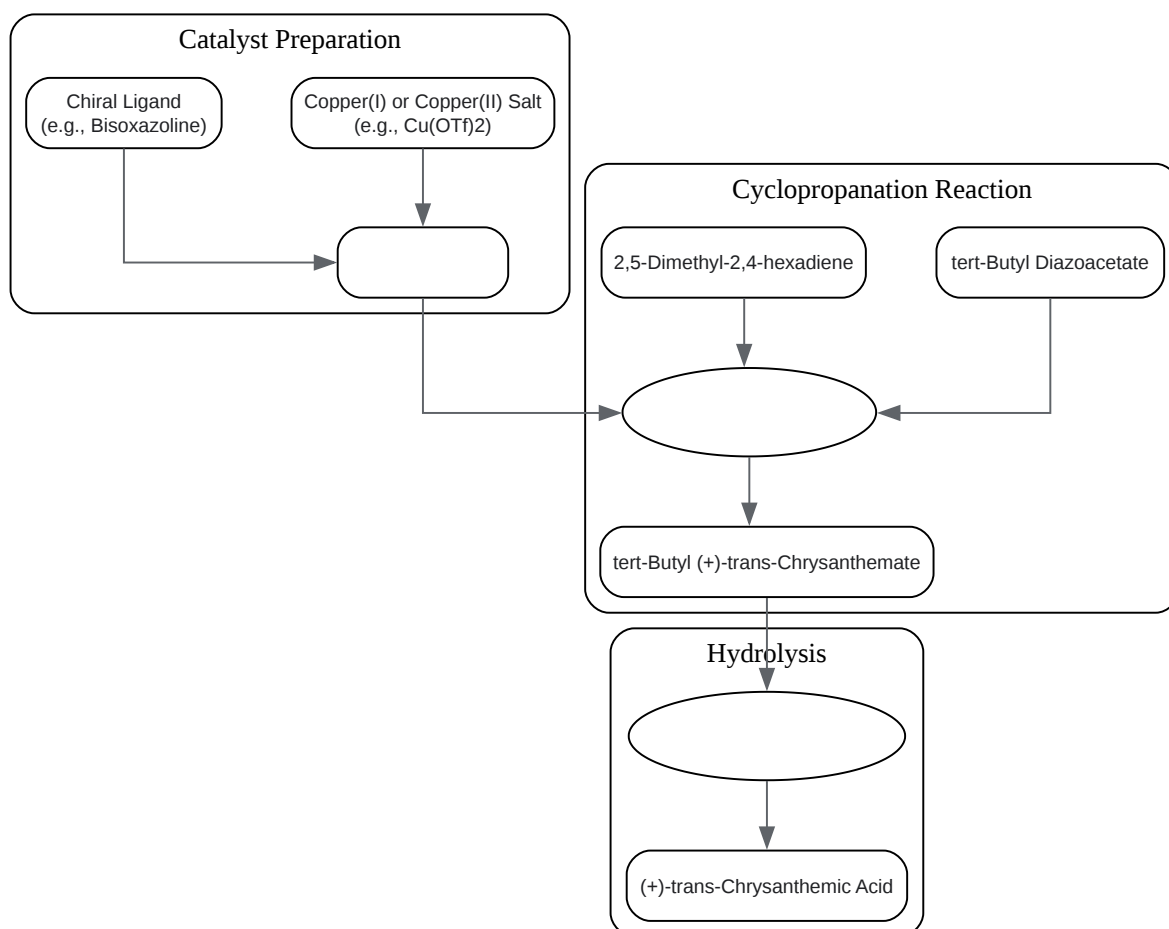 Catalyst Preparation
Chiral Ligand
(e.g., Bisoxazoline)
Copper(I) or Copper(II) Salt
(e.g., Cu(OTf)2)
Cyclopropanation Reaction
2,5-Dimethyl-2,4-hexadiene
tert-Butyl Diazoacetate
tert-Butyl (+)-trans-Chrysanthemate
Hydrolysis
(+)-trans-Chrysanthemic Acid